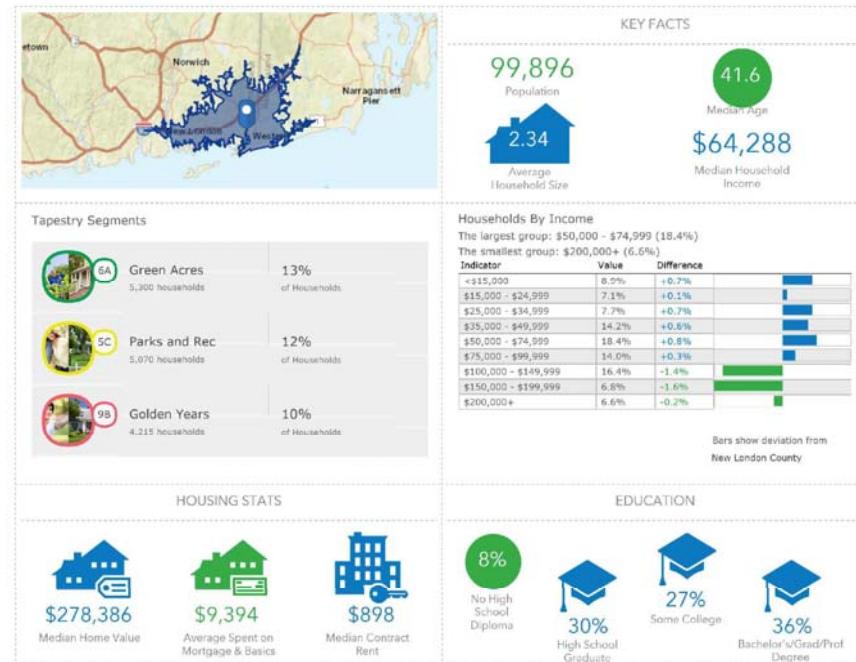 etown
Norwich
Narragansett
Pier
New London
Wester
KEY FACTS
99,896
Population
41.6
Median Age
2.34
Average
Household Size
$64,288
Median Household
Income
Tapestry Segments
6A
Green Acres
5,300 households
13%
of Households
5C
Parks and Rec
5,070 households
12%
of Households
9B
Golden Years
4,215 households
10%
of Households
Households By Income
The largest group: $50,000 - $74,999 (18.4%)
The smallest group: $200,000+ (6.6%)
Indicator Value Difference
<$15,000 8.9% +0.7%
$15,000 - $24,999 7.1% +0.1%
$25,000 - $34,999 7.7% +0.7%
$35,000 - $49,999 14.2% +0.6%
$50,000 - $74,999 18.4% +0.8%
$75,000 - $99,999 14.0% +0.3%
$100,000 - $149,999 16.4% -1.4%
$150,000 - $199,999 6.8% -1.6%
$200,000+ 6.6% -0.2%
Bars show deviation from
New London County
HOUSING STATS
$278,386
Median Home Value
$9,394
Average Spent on
Mortgage & Basics
$898
Median Contract
Rent
EDUCATION
8%
No High
School
Diploma
30%
High School
Graduate
27%
Some College
36%
Bachelor's/Grad/Prof
Degree